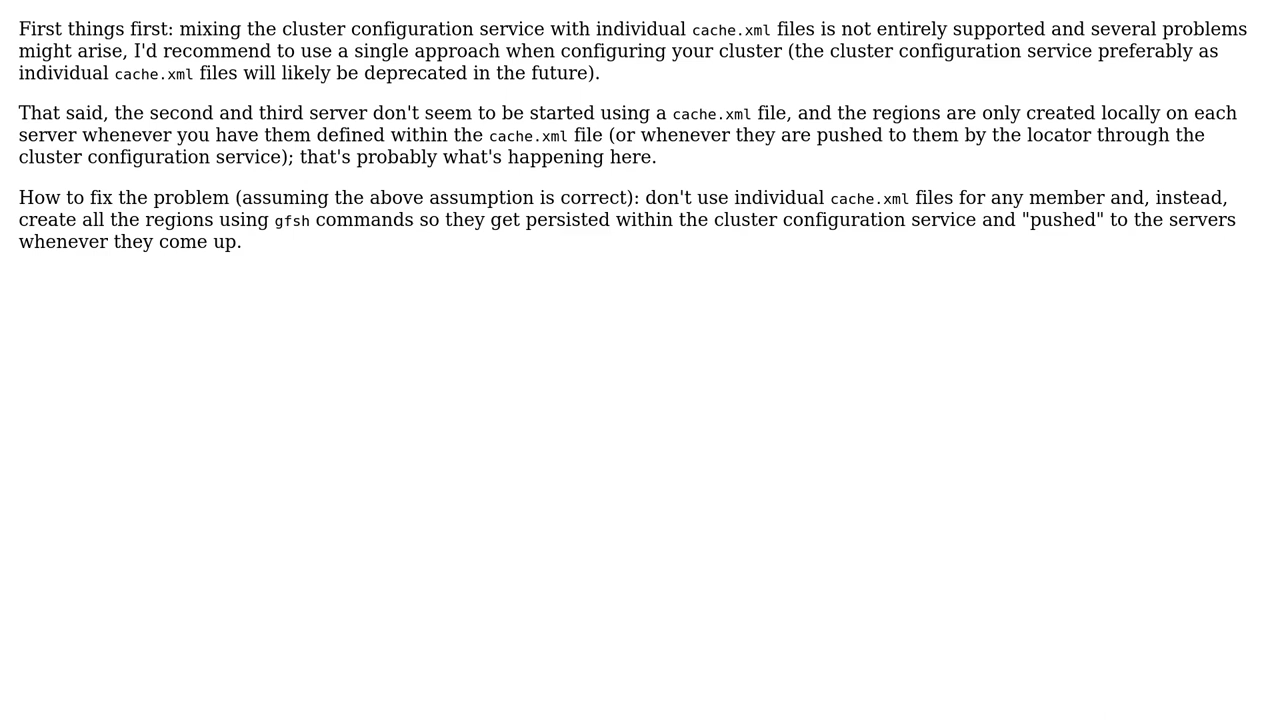 First things first: mixing the cluster configuration service with individual cache.xml files is not entirely supported and several problems
might arise, I'd recommend to use a single approach when configuring your cluster (the cluster configuration service preferably as
individual cache.xml files will likely be deprecated in the future).
That said, the second and third server don't seem to be started using a cache.xml file, and the regions are only created locally on each
server whenever you have them defined within the cache.xml file (or whenever they are pushed to them by the locator through the
cluster configuration service); that's probably what's happening here.
How to fix the problem (assuming the above assumption is correct): don't use individual cache.xml files for any member and, instead,
create all the regions using gfsh commands so they get persisted within the cluster configuration service and "pushed" to the servers
whenever they come up.